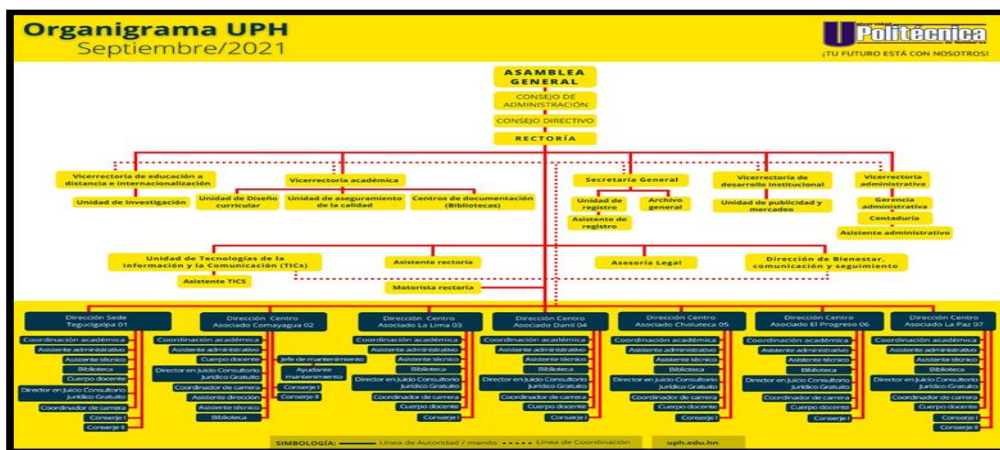 Organigrama UPH
Septiembre/2021
Politécnica
¡TU FUTURO ESTÁ CON NOSOTROS!
ASAMBLEA
GENERAL
CONSEJO DE
ADMINISTRACIÓN
CONSEJO DIRECTIVO
RECTORÍA
Vicerrectoría de educación a
distancia e internacionalización
Unidad de Investigación
Vicerrectoría académica
Unidad de Diseño
curricular
Unidad de aseguramiento
de la calidad
Centros de documentación
(Bibliotecas)
Secretaría General
Unidad de
registro
Asistente de
registro
Archivo
general
Vicerrectoría de
desarrollo institucional
Unidad de publicidad y
mercadeo
Vicerrectoría
administrativa
Gerencia
administrativa
Contaduría
Asistente administrativo
Unidad de Tecnologías de la
Información y la Comunicación (TICs)
Asistente TICS
Asistente rectoría
Motorista rectoría
Asesoría Legal
Dirección de Bienestar,
comunicación y seguimiento
Dirección Sede
Tegucigalpa 01
Coordinación académica
Asistente administrativo
Asistente técnico
Biblioteca
Cuerpo docente
Director en Juicio Consultorio
Jurídico Gratuito
Coordinador de carrera
Conserje I
Conserje II
Dirección Centro
Asociado Comayagua 02
Coordinación académica
Asistente administrativo
Cuerpo docente
Director en Juicio Consultorio
Jurídico Gratuito
Coordinador de carrera
Asistente dirección
Asistente técnico
Biblioteca
Jefe de mantenimiento
Ayudante
mantenimiento
Conserje I
Conserje II
Dirección Centro
Asociado La Lima 03
Coordinación académica
Asistente administrativo
Asistente técnico
Biblioteca
Director en Juicio Consultorio
Jurídico Gratuito
Coordinador de carrera
Cuerpo docente
Conserje I
Dirección Centro
Asociado Danlí 04
Coordinación académica
Asistente administrativo
Asistente técnico
Biblioteca
Director en Juicio Consultorio
Jurídico Gratuito
Coordinador de carrera
Cuerpo docente
Conserje I
Dirección Centro
Asociado Choluteca 05
Coordinación académica
Asistente administrativo
Asistente técnico
Biblioteca
Director en Juicio Consultorio
Jurídico Gratuito
Coordinador de carrera
Cuerpo docente
Conserje I
Dirección Centro
Asociado El Progreso 06
Coordinación académica
Asistente administrativo
Asistente técnico
Biblioteca
Director en Juicio Consultorio
Jurídico Gratuito
Coordinador de carrera
Cuerpo docente
Conserje I
Dirección Centro
Asociado La Paz 07
Coordinación académica
Asistente administrativo
Asistente técnico
Biblioteca
Director en Juicio Consultorio
Jurídico Gratuito
Coordinador de carrera
Cuerpo docente
Conserje I
Conserje II
SIMBOLOGÍA: Línea de Autoridad / mando Línea de Coordinación uph.edu.hn